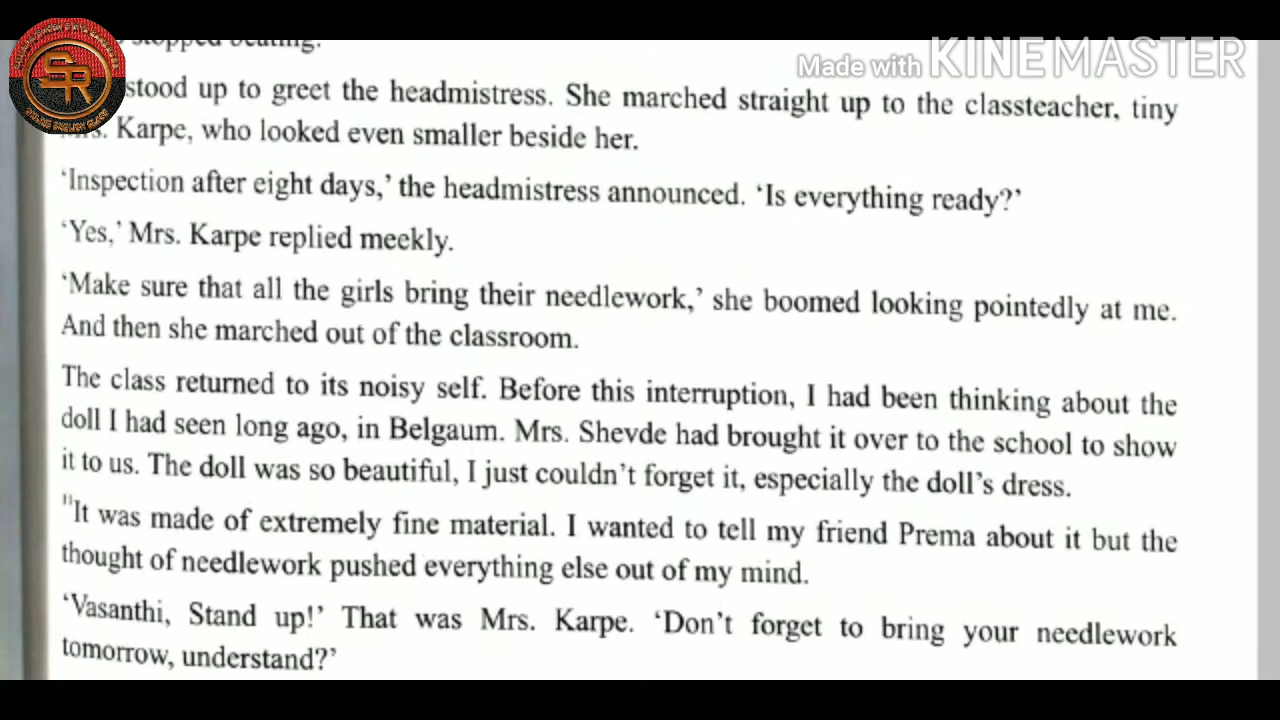 stopped beating.
Made with KINEMASTER
stood up to greet the headmistress. She marched straight up to the classteacher, tiny
Mrs. Karpe, who looked even smaller beside her.
‘Inspection after eight days,’ the headmistress announced. ‘Is everything ready?’
‘Yes,’ Mrs. Karpe replied meekly.
‘Make sure that all the girls bring their needlework,’ she boomed looking pointedly at me.
And then she marched out of the classroom.
The class returned to its noisy self. Before this interruption, I had been thinking about the
doll I had seen long ago, in Belgaum. Mrs. Shevde had brought it over to the school to show
it to us. The doll was so beautiful, I just couldn’t forget it, especially the doll’s dress.
"It was made of extremely fine material. I wanted to tell my friend Prema about it but the
thought of needlework pushed everything else out of my mind.
‘Vasanthi, Stand up!’ That was Mrs. Karpe. ‘Don’t forget to bring your needlework
tomorrow, understand?’